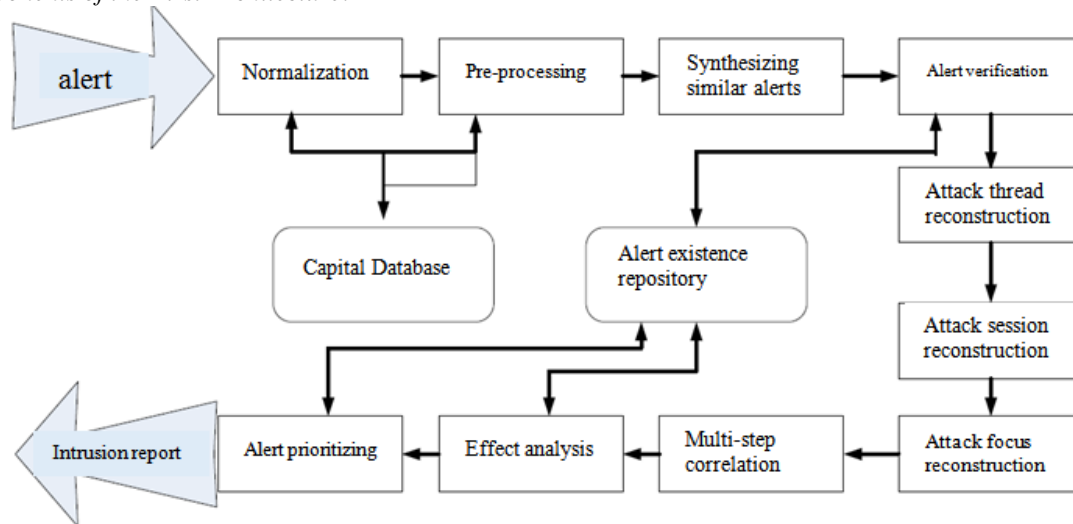 alert
Normalization
Pre-processing
Synthesizing
similar alerts
Alert verification
Attack thread
reconstruction
Capital Database
Alert existence
repository
Attack session
reconstruction
Intrusion report
Alert prioritizing
Effect analysis
Multi-step
correlation
Attack focus
reconstruction